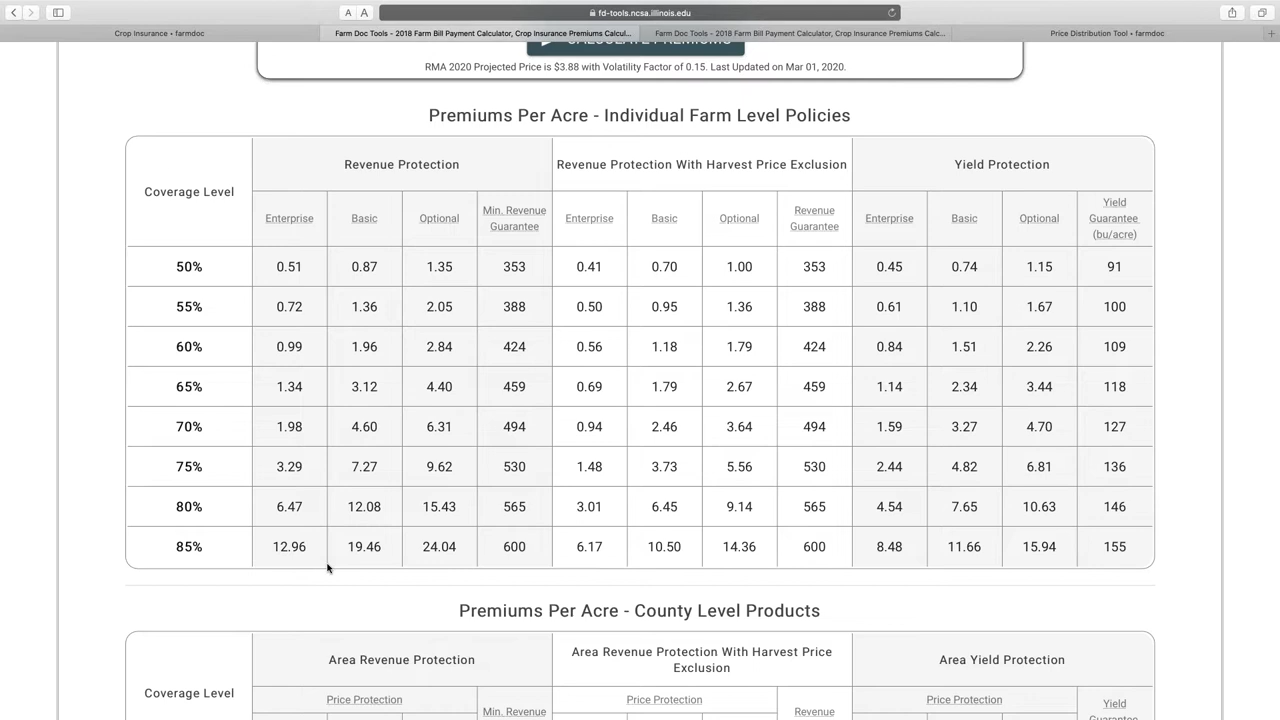 A A
fd-tools.ncsa.illinois.edu
Crop Insurance • farmdoc
Farm Doc Tools - 2018 Farm Bill Payment Calculator, Crop Insurance Premiums Calcul...
Farm Doc Tools - 2018 Farm Bill Payment Calculator, Crop Insurance Premiums Calc...
Price Distribution Tool • farmdoc
CALCULATE PREMIUMS
RMA 2020 Projected Price is $3.88 with Volatility Factor of 0.15. Last Updated on Mar 01, 2020.
Premiums Per Acre - Individual Farm Level Policies
Coverage Level
Revenue Protection
Revenue Protection With Harvest Price Exclusion
Yield Protection
Enterprise Basic Optional Min. Revenue Guarantee Enterprise Basic Optional Revenue Guarantee Enterprise Basic Optional Yield Guarantee (bu/acre)
50% 0.51 0.87 1.35 353 0.41 0.70 1.00 353 0.45 0.74 1.15 91
55% 0.72 1.36 2.05 388 0.50 0.95 1.36 388 0.61 1.10 1.67 100
60% 0.99 1.96 2.84 424 0.56 1.18 1.79 424 0.84 1.51 2.26 109
65% 1.34 3.12 4.40 459 0.69 1.79 2.67 459 1.14 2.34 3.44 118
70% 1.98 4.60 6.31 494 0.94 2.46 3.64 494 1.59 3.27 4.70 127
75% 3.29 7.27 9.62 530 1.48 3.73 5.56 530 2.44 4.82 6.81 136
80% 6.47 12.08 15.43 565 3.01 6.45 9.14 565 4.54 7.65 10.63 146
85% 12.96 19.46 24.04 600 6.17 10.50 14.36 600 8.48 11.66 15.94 155
Premiums Per Acre - County Level Products
Coverage Level
Area Revenue Protection
Area Revenue Protection With Harvest Price
Exclusion
Area Yield Protection
Price Protection Min. Revenue Price Protection Revenue Price Protection Yield
Guarantee